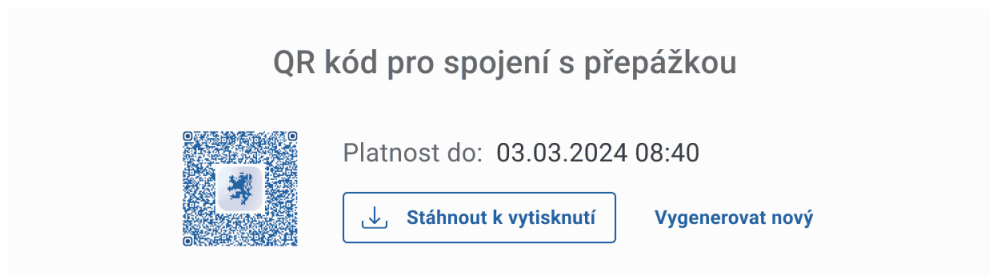 QR kód pro spojení s přepážkou
Platnost do: 03.03.2024 08:40
Stáhnout k vytisknutí Vygenerovat nový